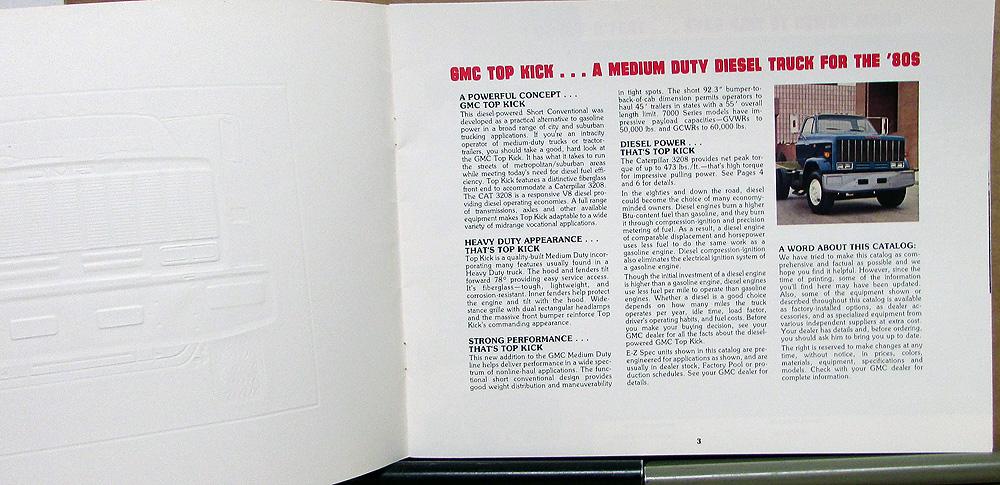 GMC TOP KICK . . . A MEDIUM DUTY DIESEL TRUCK FOR THE '80S
A POWERFUL CONCEPT . . .
GMC TOP KICK
This diesel-powered Short Conventional was
developed as a practical alternative to gasoline
power in a broad range of city and suburban
trucking applications. If you're an intracity
operator of medium-duty trucks or tractor-
trailers, you should take a good, hard look at
the GMC Top Kick. It has what it takes to run
the streets of metropolitan/suburban areas
while meeting today's need for diesel fuel effi-
ciency. Top Kick features a distinctive fiberglass
front end to accommodate a Caterpillar 3208.
The CAT 3208 is a responsive V8 diesel pro-
viding diesel operating economies. A full range
of transmissions, axles and other available
equipment makes Top Kick adaptable to a wide
variety of midrange vocational applications.
HEAVY DUTY APPEARANCE . . .
THAT'S TOP KICK
Top Kick is a quality-built Medium Duty incor-
porating many features usually found in a
Heavy Duty truck. The hood and fenders tilt
forward 78° providing easy service access.
It's fiberglass—tough, lightweight, and
corrosion-resistant. Inner fenders help protect
the engine and tilt with the hood. Wide-
stance grille with dual rectangular headlamps
and the massive front bumper reinforce Top
Kick's commanding appearance.
STRONG PERFORMANCE . . .
THAT'S TOP KICK
This new addition to the GMC Medium Duty
line helps deliver performance in a wide spec-
trum of nonline-haul applications. The func-
tional short conventional design provides
good weight distribution and maneuverability
in tight spots. The short 92.3" bumper-to-
back-of-cab dimension permits operators to
haul 45' trailers in states with a 55' overall
length limit. 7000 Series models have im-
pressive payload capacities—GVWRs to
50,000 lbs. and GCWRs to 60,000 lbs.
DIESEL POWER . . .
THAT'S TOP KICK
The Caterpillar 3208 provides net peak tor-
que of up to 473 lbs./ft.—that's high torque
for impressive pulling power. See Pages 4
and 6 for details.
In the eighties and down the road, diesel
could become the choice of many economy-
minded owners. Diesel engines burn a higher
Btu-content fuel than gasoline, and they burn
it through compression-ignition and precision
metering of fuel. As a result, a diesel engine
of comparable displacement and horsepower
uses less fuel to do the same work as a
gasoline engine. Diesel compression-ignition
also eliminates the electrical ignition system of
a gasoline engine.
Though the initial investment of a diesel engine
is higher than a gasoline engine, diesel engines
use less fuel per mile to operate than gasoline
engines. Whether a diesel is a good choice
depends on how many miles the truck
operates per year, idle time, load factor,
driver's operating habits, and fuel costs. Before
you make your buying decision, see your
GMC dealer for all the facts about the diesel-
powered GMC Top Kick.
E-Z Spec units shown in this catalog are pre-
engineered for applications as shown, and are
usually in dealer stock, Factory Pool or pro-
duction schedules. See your GMC dealer for
details.
A WORD ABOUT THIS CATALOG:
We have tried to make this catalog as com-
prehensive and factual as possible and we
hope you find it helpful. However, since the
time of printing, some of the information
you'll find here may have been updated.
Also, some of the equipment shown or
described throughout this catalog is available
as factory-installed options, as dealer ac-
cessories, and as specialized equipment from
various independent suppliers at extra cost.
Your dealer has details and, before ordering,
you should ask him to bring you up to date.
The right is reserved to make changes at any
time, without notice, in prices, colors,
materials, equipment, specifications and
models. Check with your GMC dealer for
complete information.
3